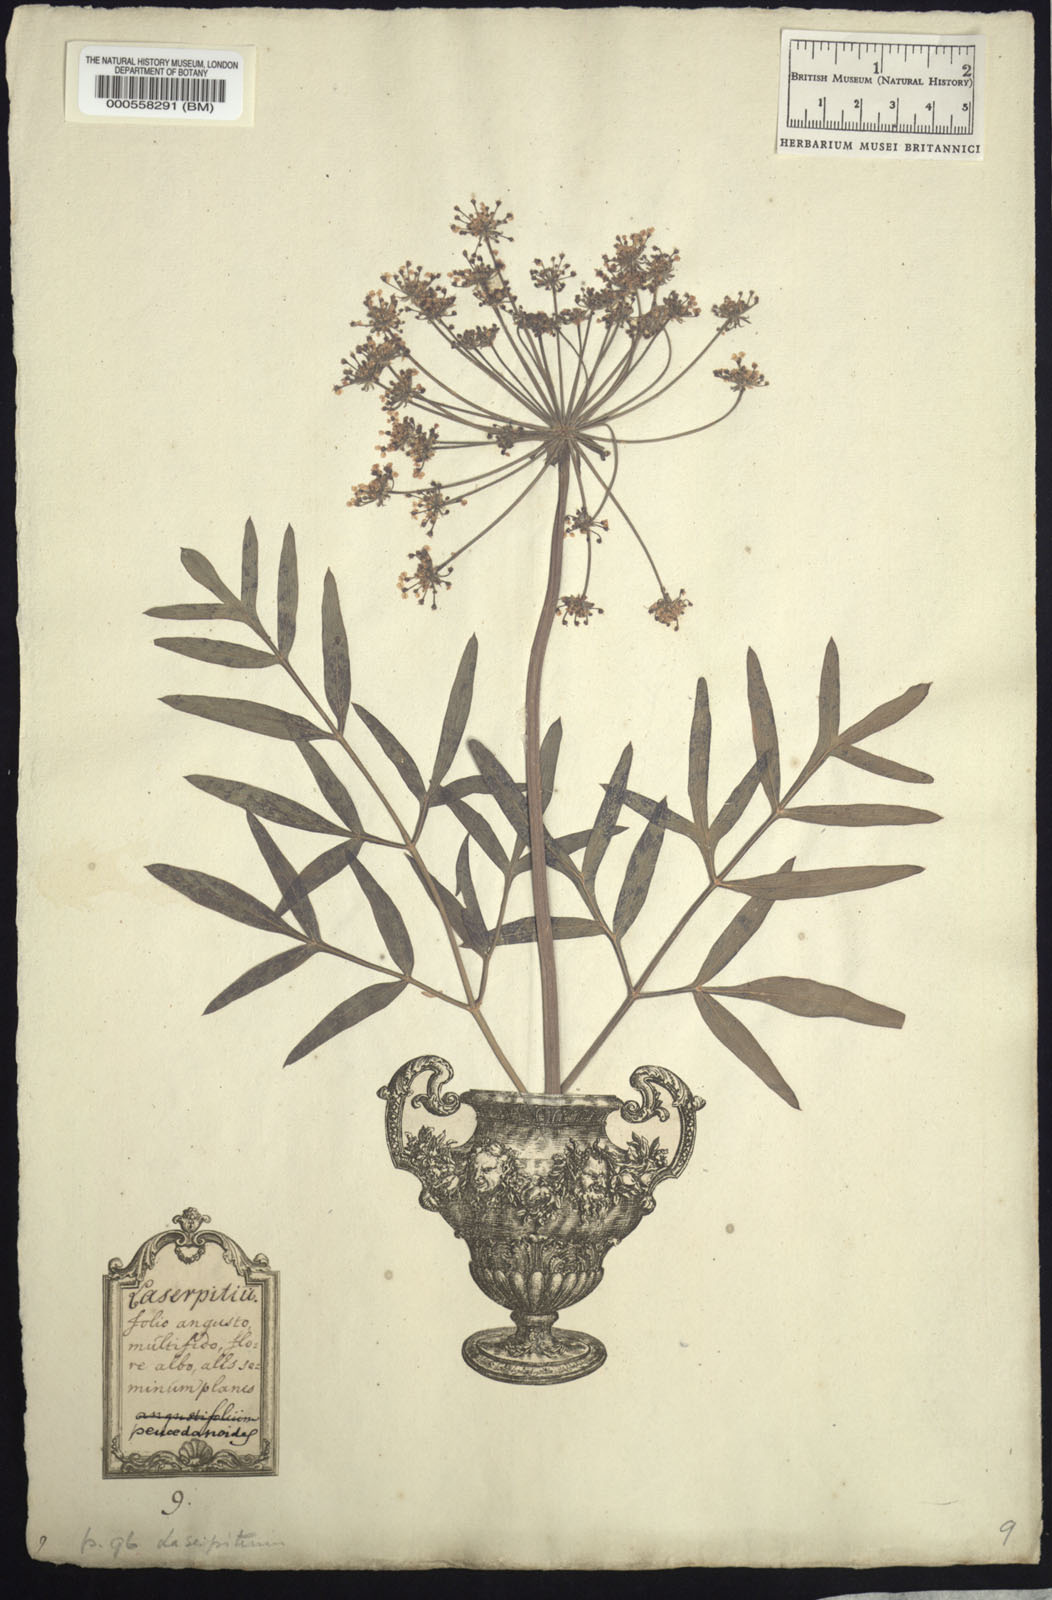 THE NATURAL HISTORY MUSEUM, LONDON
DEPARTMENT OF BOTANY
000558291 (BM)
1 2
BRITISH MUSEUM (NATURAL HISTORY)
1 2 3 4 5
HERBARIUM MUSEI BRITANNICI
Laserpitiū.
folio angusto,
multifido, flo=
re albo, alis se=
minum planis
angustifolium
peucedanoides
9.
9 p. 96 Laserpitium
9